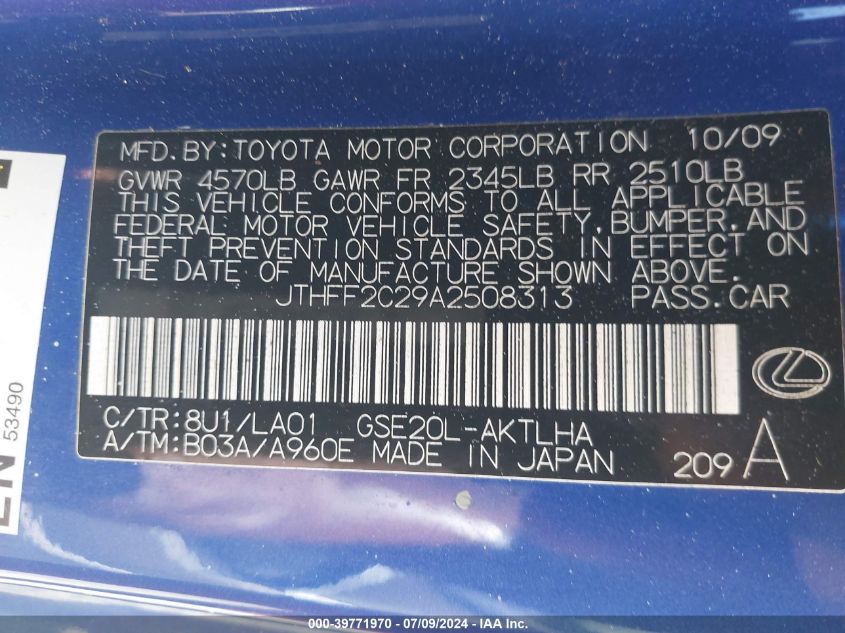 MFD.BY:TOYOTA MOTOR CORPORATION 10/09
GVWR 4570LB GAWR FR 2345LB RR 2510LB
THIS VEHICLE CONFORMS TO ALL APPLICABLE
FEDERAL MOTOR VEHICLE SAFETY,BUMPER,AND
THEFT PREVENTION STANDARDS IN EFFECT ON
THE DATE OF MANUFACTURE SHOWN ABOVE.
JTHFF2C29A2508313 PASS.CAR
C/TR:8U1/LA01 GSE20L-AKTLHA
A/TM:B03A/A960E MADE IN JAPAN 209 A
53490
EN
000-39771970 / 07/09/2024 - IAA Inc.